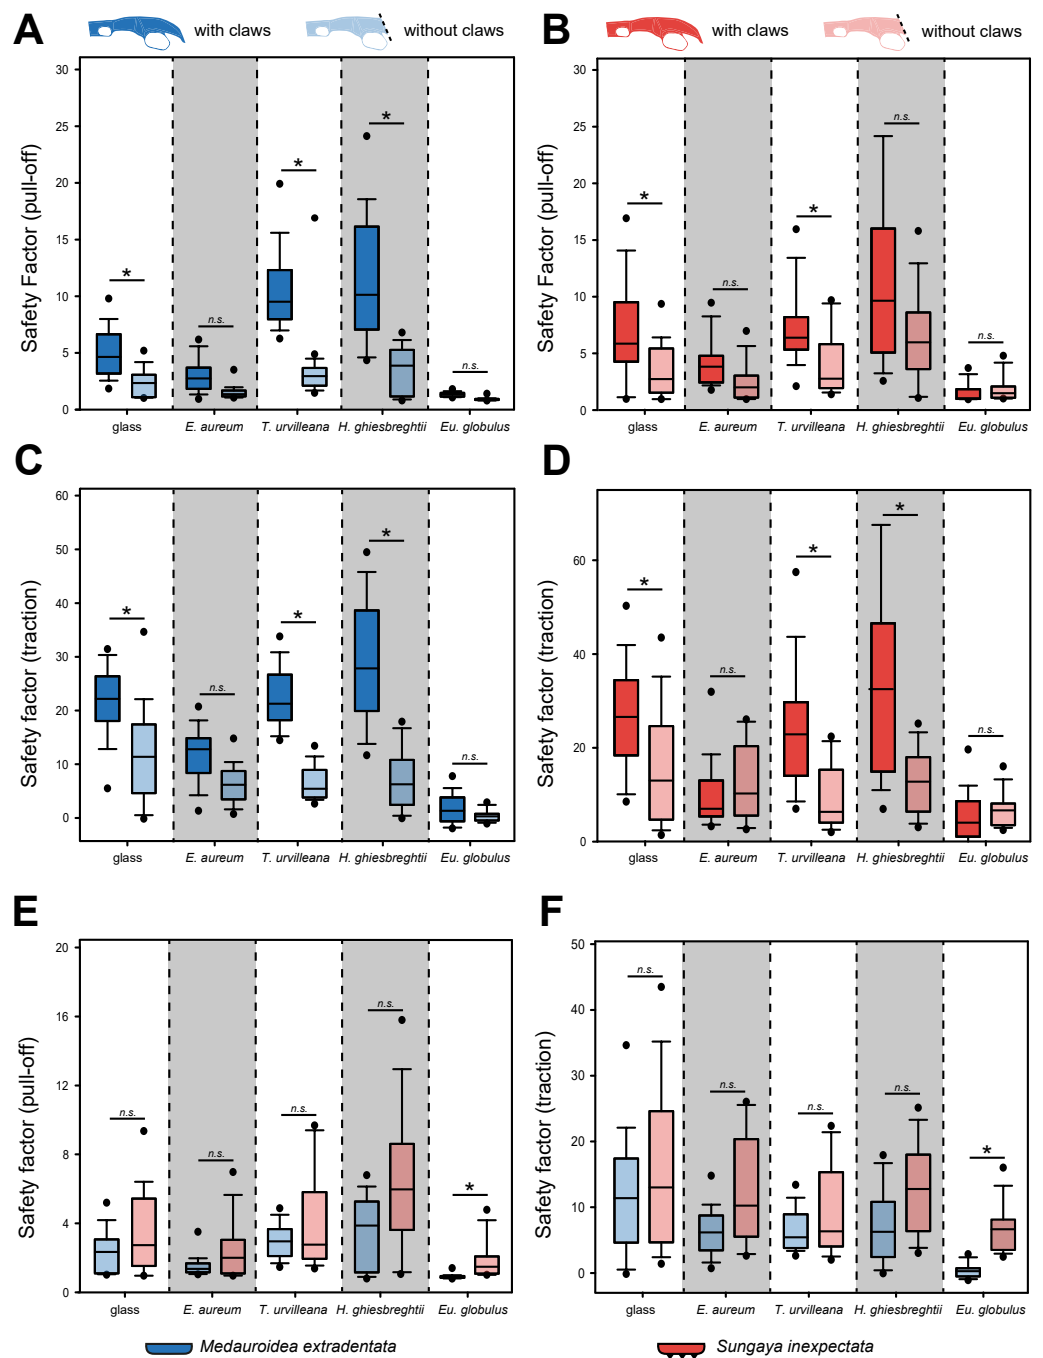 A
with claws
without claws
B
with claws
without claws
Safety Factor (pull-off)
30
25
20
15
10
5
0
*
n.s.
*
*
n.s.
glass
E. aureum
T. urvilleana
H. ghiesbreghtii
Eu. globulus
Safety Factor (pull-off)
30
25
20
15
10
5
0
*
n.s.
*
n.s.
n.s.
glass
E. aureum
T. urvilleana
H. ghiesbreghtii
Eu. globulus
C
Safety factor (traction)
60
50
40
30
20
10
0
*
n.s.
*
*
n.s.
glass
E. aureum
T. urvilleana
H. ghiesbreghtii
Eu. globulus
D
Safety factor (traction)
60
40
20
0
*
n.s.
*
*
n.s.
glass
E. aureum
T. urvilleana
H. ghiesbreghtii
Eu. globulus
E
Safety factor (pull-off)
20
16
12
8
4
0
n.s.
n.s.
n.s.
n.s.
*
glass
E. aureum
T. urvilleana
H. ghiesbreghtii
Eu. globulus
F
Safety factor (traction)
50
40
30
20
10
0
n.s.
n.s.
n.s.
n.s.
*
glass
E. aureum
T. urvilleana
H. ghiesbreghtii
Eu. globulus
Medauroidea extradentata
Sungaya inexpectata